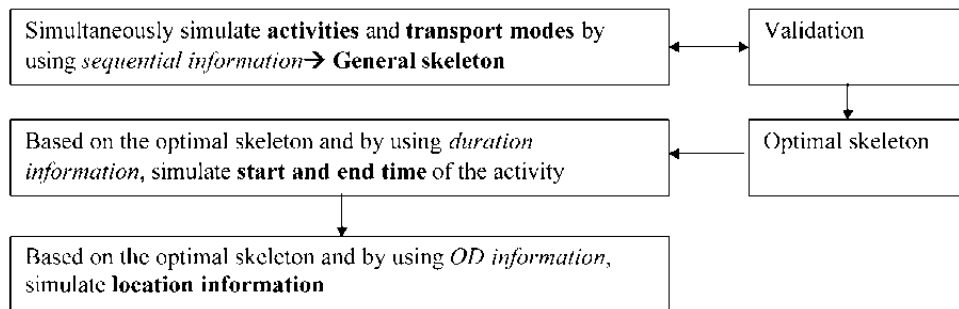 Simultaneously simulate activities and transport modes by
using sequential information→ General skeleton
Validation
Based on the optimal skeleton and by using duration
information, simulate start and end time of the activity
Optimal skeleton
Based on the optimal skeleton and by using OD information,
simulate location information